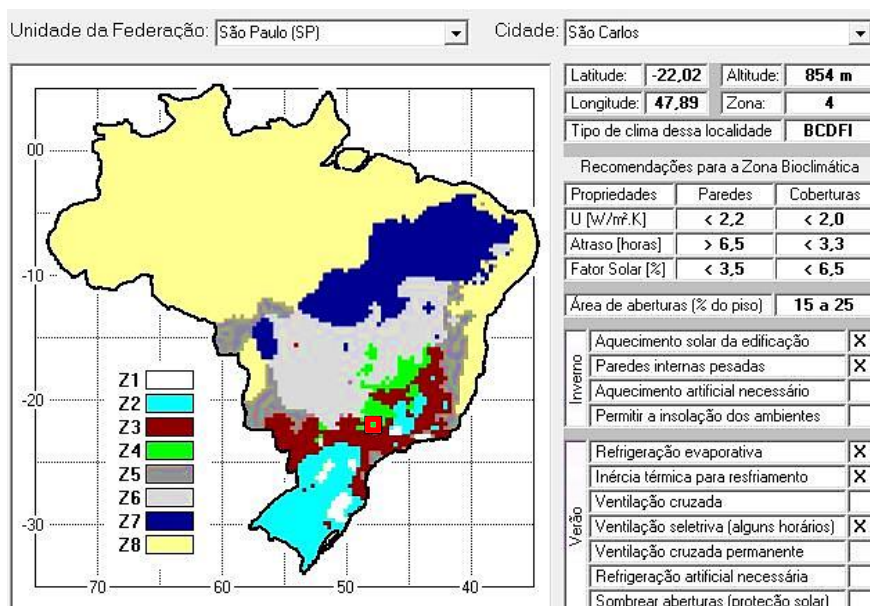 Unidade da Federação: São Paulo (SP) Cidade: São Carlos
Latitude: -22,02 Altitude: 854 m
Longitude: 47,89 Zona: 4
Tipo de clima dessa localidade BCDFI
Recomendações para a Zona Bioclimática
Propriedades Paredes Coberturas
U [W/m².K] < 2,2 < 2,0
Atraso [horas] > 6,5 < 3,3
Fator Solar [%] < 3,5 < 6,5
Área de aberturas (% do piso) 15 a 25
Inverno
Aquecimento solar da edificação X
Paredes internas pesadas X
Aquecimento artificial necessário
Permitir a insolação dos ambientes
Verão
Refrigeração evaporativa X
Inércia térmica para resfriamento X
Ventilação cruzada
Ventilação seletriva (alguns horários) X
Ventilação cruzada permanente
Refrigeração artificial necessária
Sombrear aberturas (proteção solar)
00
-10
-20
-30
Z1
Z2
Z3
Z4
Z5
Z6
Z7
Z8
70 60 50 40